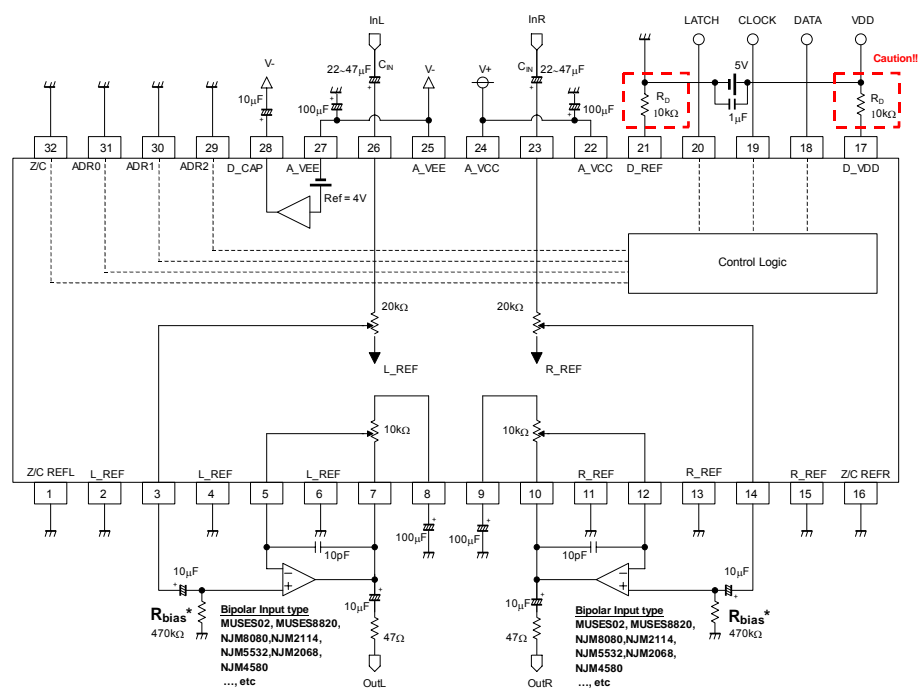 InL InR LATCH CLOCK DATA VDD
Caution!!
V- 22~47μF C_IN V- V+ C_IN 22~47μF 5V
10μF 100μF 100μF R_D 10kΩ 1μF R_D 10kΩ
32 31 30 29 28 27 26 25 24 23 22 21 20 19 18 17
Z/C ADR0 ADR1 ADR2 D_CAP A_VEE A_VEE A_VCC A_VCC D_REF D_VDD
Ref = 4V
Control Logic
20kΩ 20kΩ
L_REF R_REF
10kΩ 10kΩ
Z/C REFL L_REF L_REF L_REF R_REF R_REF R_REF Z/C REFR
1 2 3 4 5 6 7 8 9 10 11 12 13 14 15 16
100μF 100μF
10pF 10pF
10μF − + − + 10μF
10μF 10μF
Rbias* Rbias*
470kΩ 470kΩ
47Ω 47Ω
Bipolar Input type
MUSES02, MUSES8820,
NJM8080,NJM2114,
NJM5532,NJM2068,
NJM4580
…, etc
Bipolar Input type
MUSES02, MUSES8820,
NJM8080,NJM2114,
NJM5532,NJM2068,
NJM4580
…, etc
OutL OutR